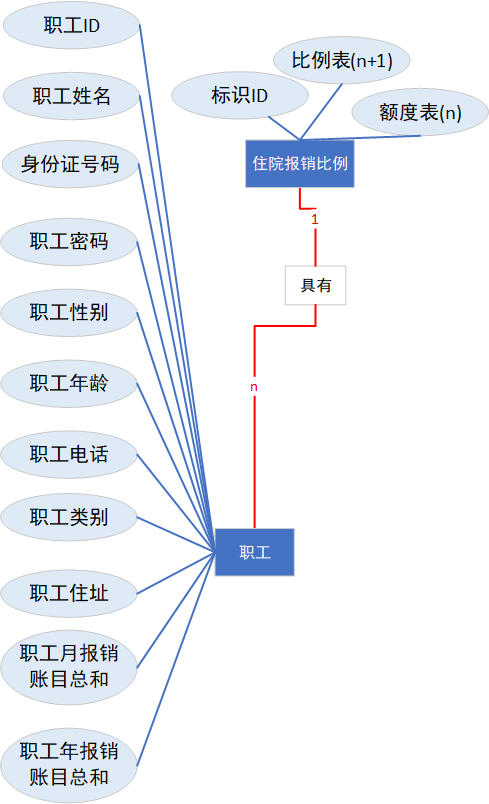 职工ID
职工姓名
身份证号码
职工密码
职工性别
职工年龄
职工电话
职工类别
职工住址
职工月报销
账目总和
职工年报销
账目总和
标识ID
比例表(n+1)
额度表(n)
住院报销比例
1
具有
n
职工